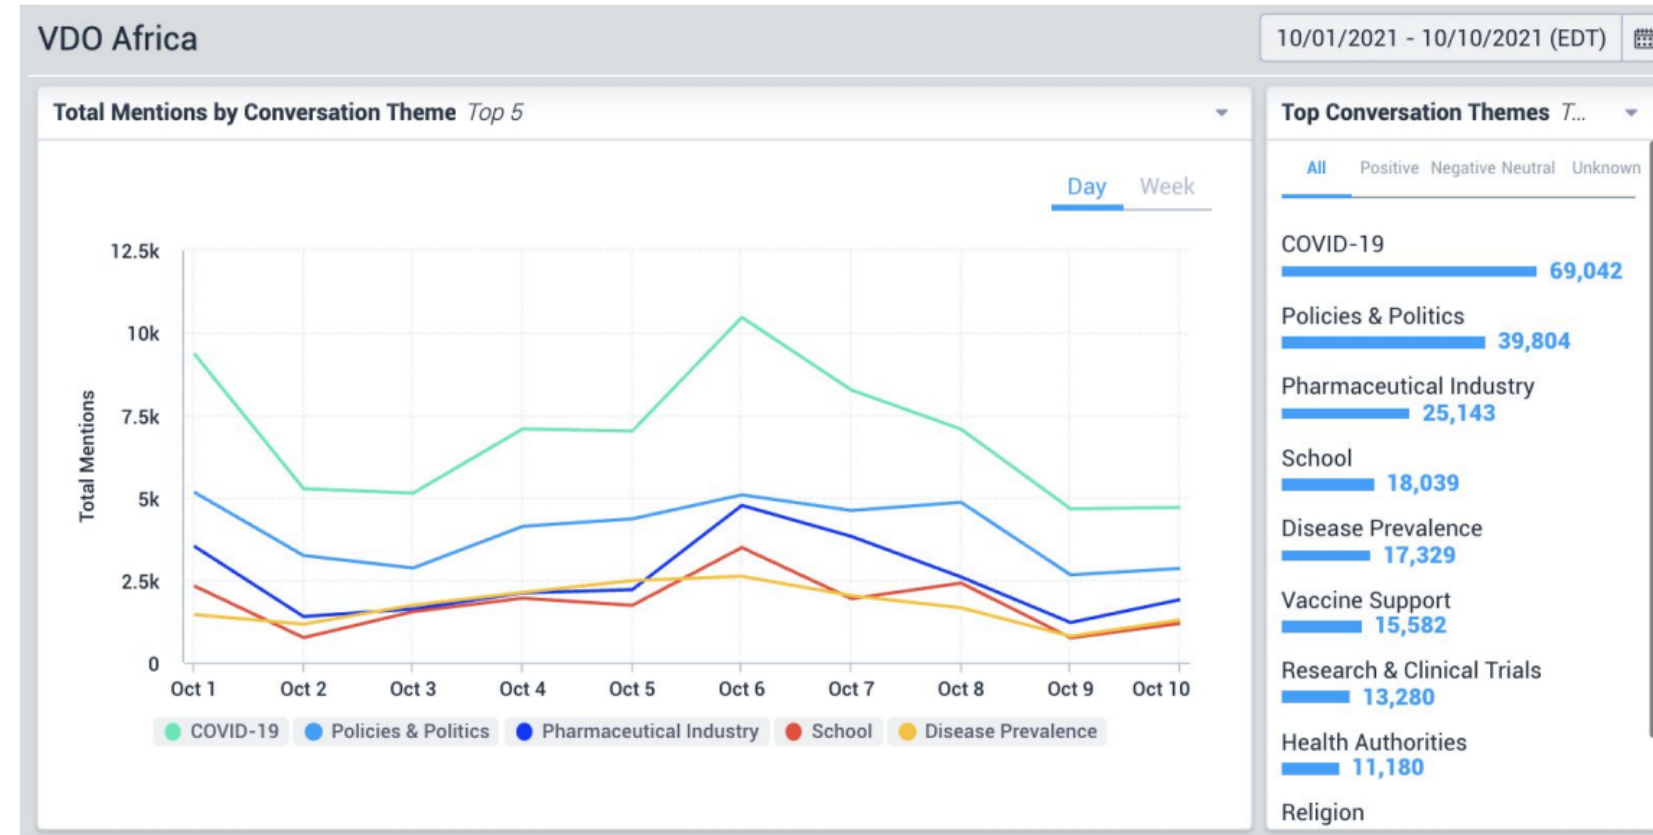 VDO Africa
10/01/2021 - 10/10/2021 (EDT)
Total Mentions by Conversation Theme Top 5
Day Week
12.5k
10k
7.5k
5k
2.5k
0
Total Mentions
Oct 1 Oct 2 Oct 3 Oct 4 Oct 5 Oct 6 Oct 7 Oct 8 Oct 9 Oct 10
COVID-19 Policies & Politics Pharmaceutical Industry School Disease Prevalence
Top Conversation Themes T...
All Positive Negative Neutral Unknown
COVID-19
69,042
Policies & Politics
39,804
Pharmaceutical Industry
25,143
School
18,039
Disease Prevalence
17,329
Vaccine Support
15,582
Research & Clinical Trials
13,280
Health Authorities
11,180
Religion